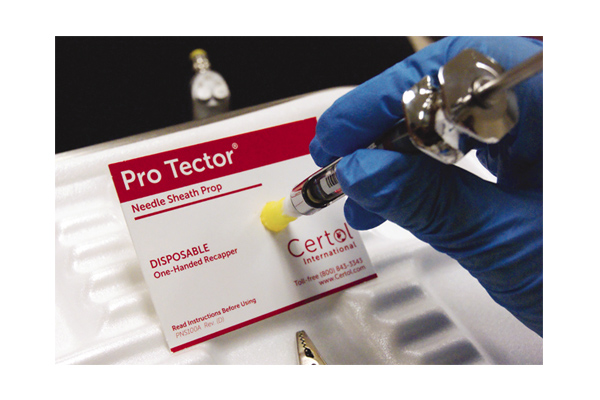 Pro Tector®
Needle Sheath Prop
DISPOSABLE
One-Handed Recapper
Certol
International
Toll-free (800) 843-3343
www.Certol.com
Read Instructions Before Using